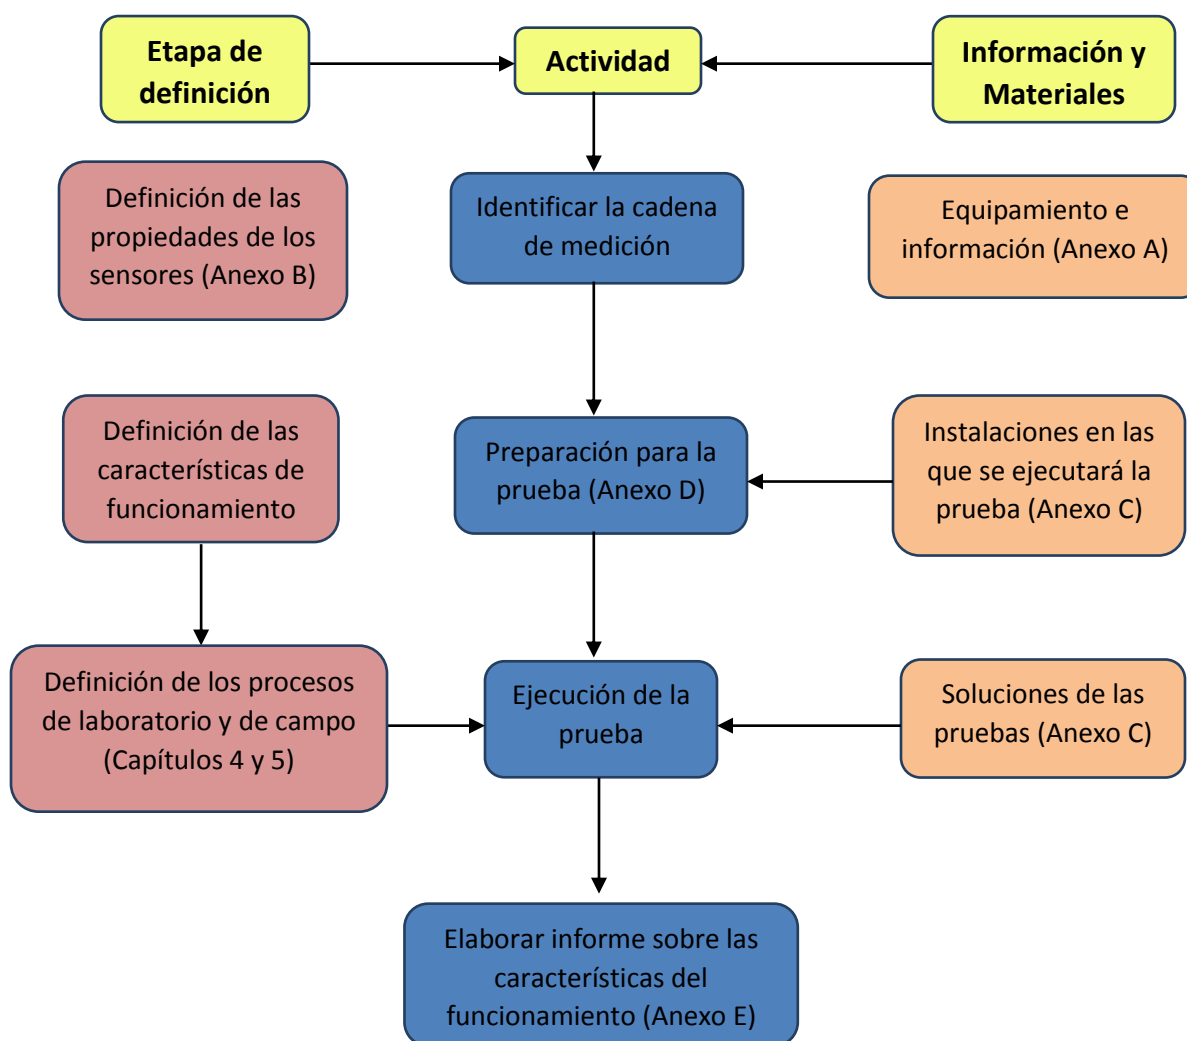 Etapa de
definición
Actividad
Información y
Materiales
Definición de las
propiedades de los
sensores (Anexo B)
Identificar la cadena
de medición
Equipamiento e
información (Anexo A)
Definición de las
características de
funcionamiento
Preparación para la
prueba (Anexo D)
Instalaciones en las
que se ejecutará la
prueba (Anexo C)
Definición de los procesos
de laboratorio y de campo
(Capítulos 4 y 5)
Ejecución de la
prueba
Soluciones de las
pruebas (Anexo C)
Elaborar informe sobre las
características del
funcionamiento (Anexo E)